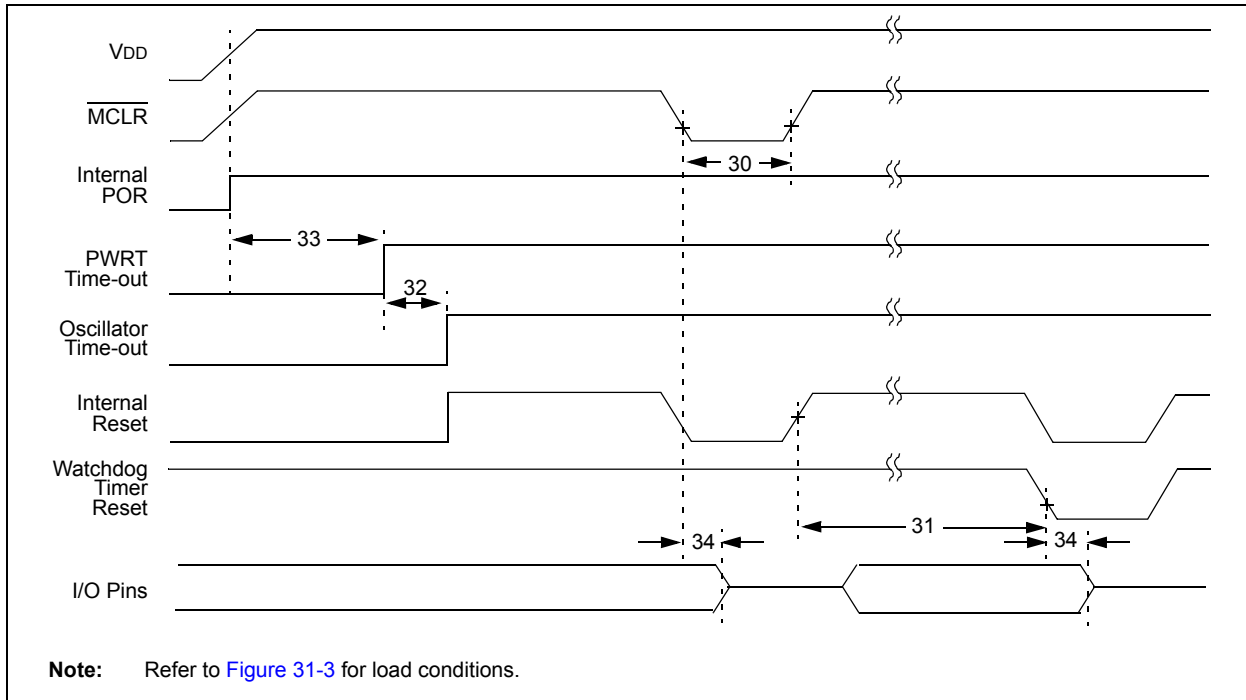 VDD
MCLR
30
Internal
POR
33
PWRT
Time-out
32
Oscillator
Time-out
Internal
Reset
Watchdog
Timer
Reset
31
34
34
I/O Pins
Note: Refer to Figure 31-3 for load conditions.